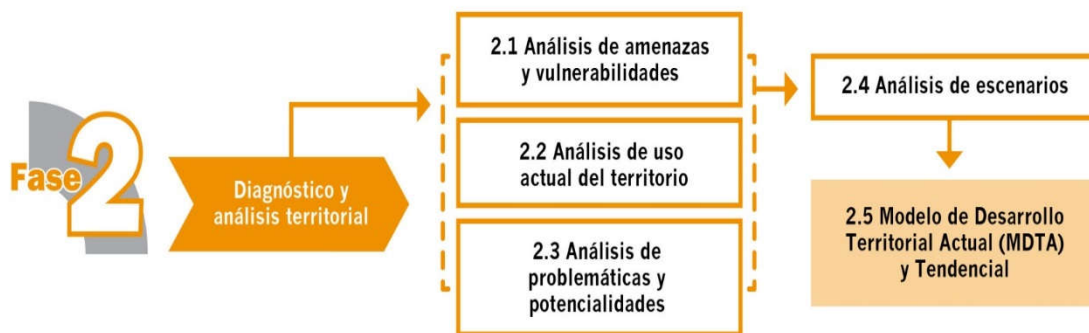 Fase 2
Diagnóstico y
análisis territorial
2.1 Análisis de amenazas
y vulnerabilidades
2.2 Análisis de uso
actual del territorio
2.3 Análisis de
problemáticas y
potencialidades
2.4 Análisis de escenarios
2.5 Modelo de Desarrollo
Territorial Actual (MDTA)
y Tendencial